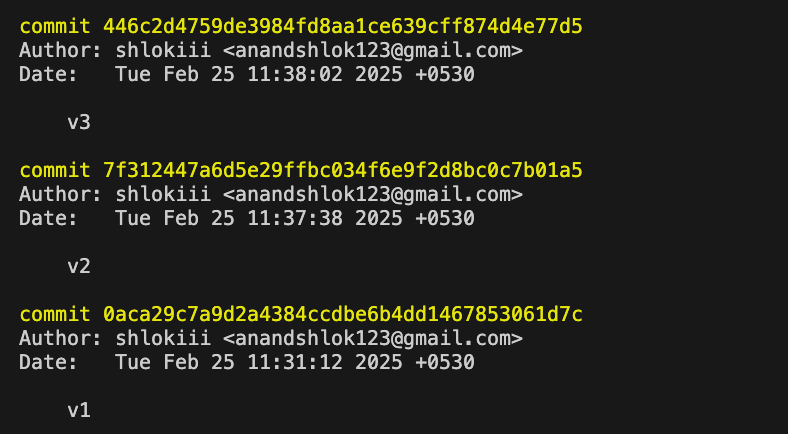 commit 446c2d4759de3984fd8aa1ce639cff874d4e77d5
Author: shlokiii <anandshlok123@gmail.com>
Date:   Tue Feb 25 11:38:02 2025 +0530
v3
commit 7f312447a6d5e29ffbc034f6e9f2d8bc0c7b01a5
Author: shlokiii <anandshlok123@gmail.com>
Date:   Tue Feb 25 11:37:38 2025 +0530
v2
commit 0aca29c7a9d2a4384ccdbe6b4dd1467853061d7c
Author: shlokiii <anandshlok123@gmail.com>
Date:   Tue Feb 25 11:31:12 2025 +0530
v1